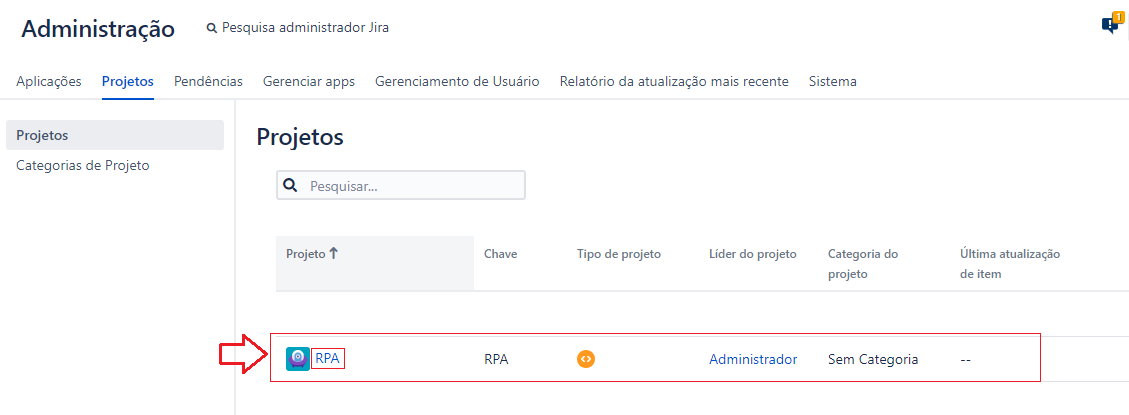 Administração
Pesquisa administrador Jira
1
Aplicações Projetos Pendências Gerenciar apps Gerenciamento de Usuário Relatório da atualização mais recente Sistema
Projetos
Categorias de Projeto
Projetos
Pesquisar...
Projeto Chave Tipo de projeto Líder do projeto Categoria do projeto Última atualização de item
RPA RPA Administrador Sem Categoria --